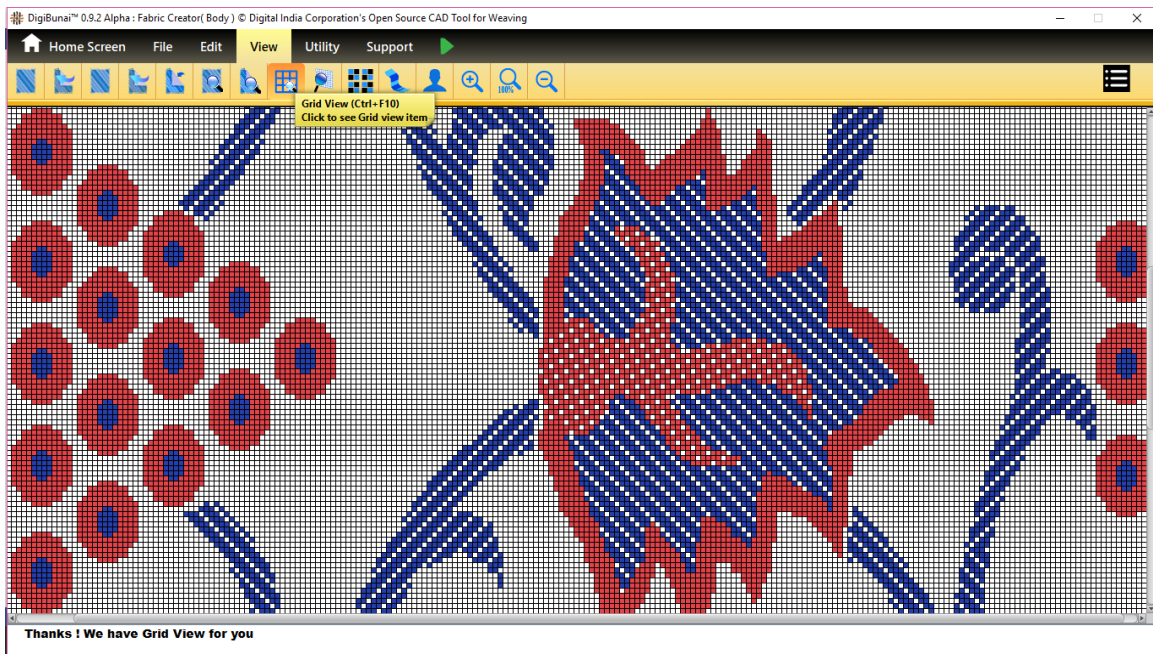 DigiBunai™ 0.9.2 Alpha : Fabric Creator( Body ) © Digital India Corporation's Open Source CAD Tool for Weaving
Home Screen File Edit View Utility Support
100%
Grid View (Ctrl+F10)
Click to see Grid view item
Thanks ! We have Grid View for you